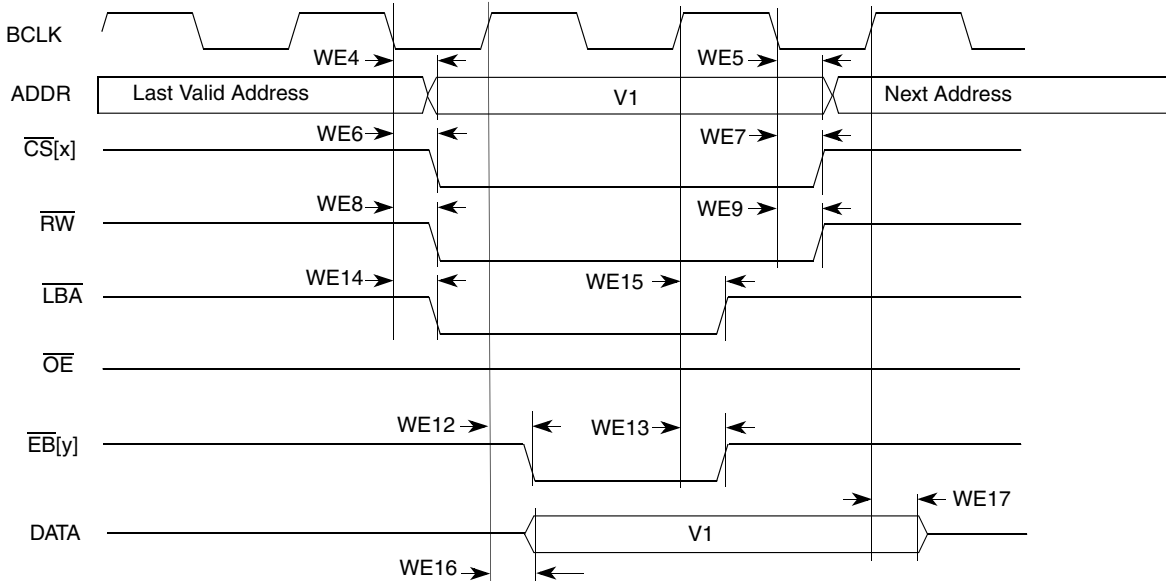 BCLK
WE4 WE5
ADDR Last Valid Address V1 Next Address
WE6 WE7
CS[x]
WE8 WE9
RW
WE14 WE15
LBA
OE
WE12 WE13
EB[y]
WE17
DATA V1
WE16